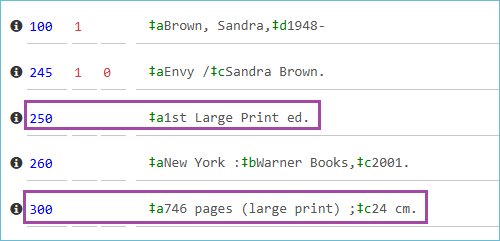 100 1 ‡aBrown, Sandra,‡d1948-
245 1 0 ‡aEnvy /‡cSandra Brown.
250 ‡a1st Large Print ed.
260 ‡aNew York :‡bWarner Books,‡c2001.
300 ‡a746 pages (large print) ;‡c24 cm.